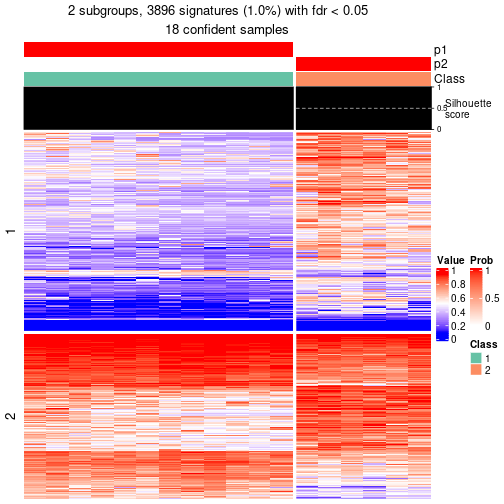 2 subgroups, 3896 signatures (1.0%) with fdr < 0.05
18 confident samples
p1
p2
Class
1
0.5
0
Silhouette
score
1
2
Value
1
0.8
0.6
0.4
0.2
0
Prob
1
0.5
0
Class
1
2